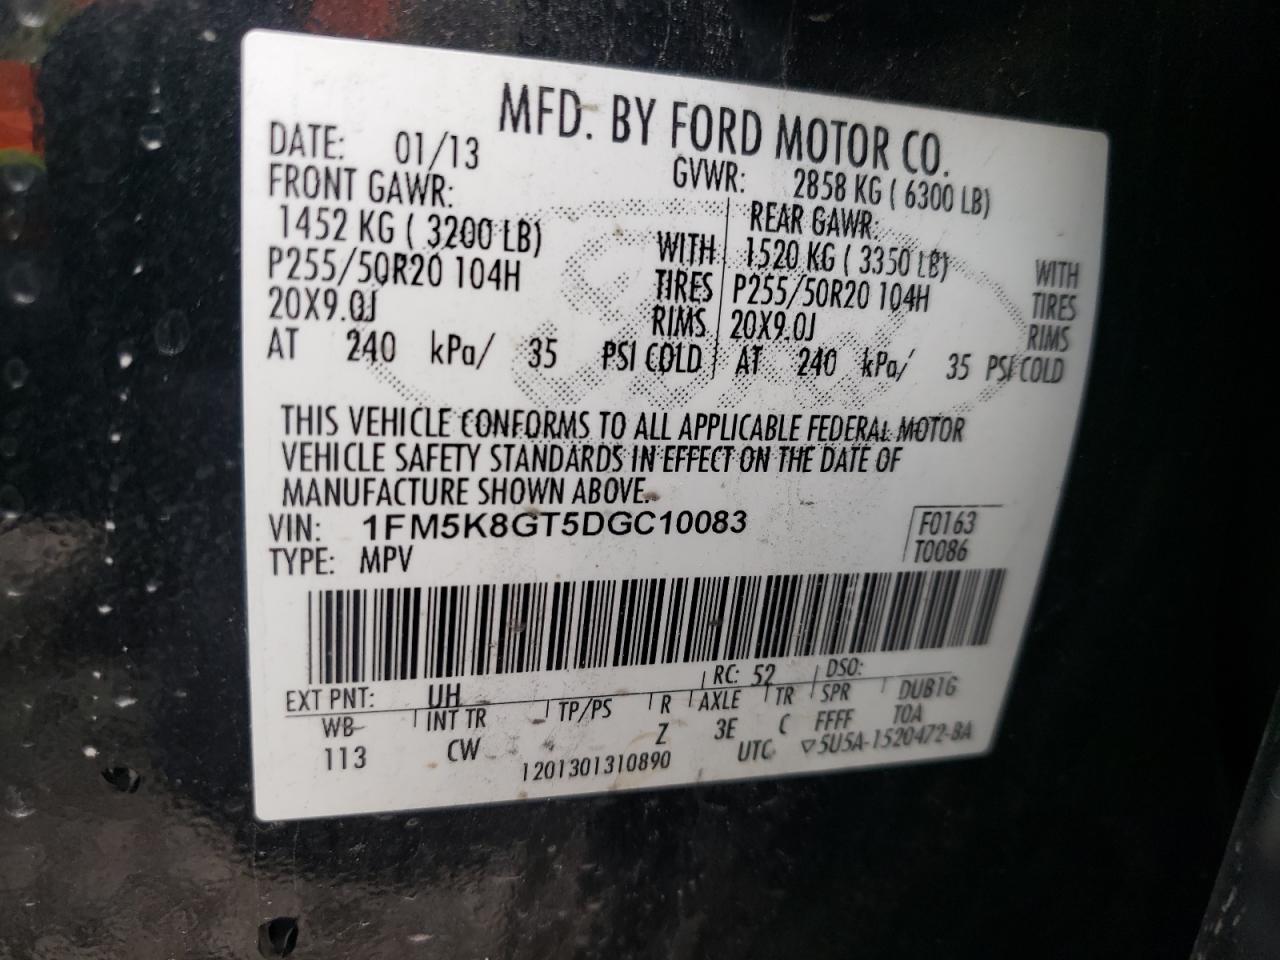 MFD. BY FORD MOTOR CO.
DATE: 01/13 GVWR: 2858 KG ( 6300 LB)
FRONT GAWR: REAR GAWR:
1452 KG ( 3200 LB) WITH 1520 KG ( 3350 LB) WITH
P255/50R20 104H TIRES P255/50R20 104H TIRES
20X9.0J RIMS 20X9.0J RIMS
AT 240 kPa/ 35 PSI COLD AT 240 kPa/ 35 PSI COLD
THIS VEHICLE CONFORMS TO ALL APPLICABLE FEDERAL MOTOR
VEHICLE SAFETY STANDARDS IN EFFECT ON THE DATE OF
MANUFACTURE SHOWN ABOVE.
VIN: 1FM5K8GT5DGC10083 F0163
TYPE: MPV T0086
EXT PNT: UH RC: 52 DSO:
WB INT TR TP/PS R AXLE TR SPR DUB1G
113 CW Z 3E C FFFF T0A
1201301310890 UTC ▽5U5A-1520472-BA